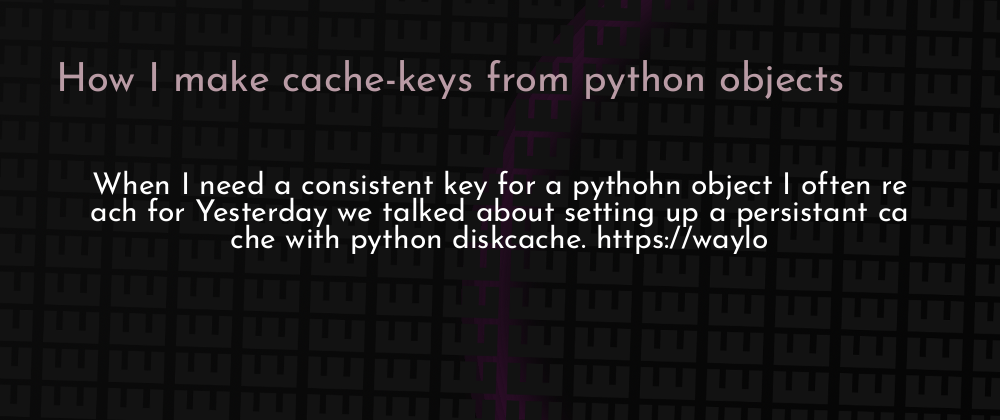 How I make cache-keys from python objects
When I need a consistent key for a pythohn object I often re
ach for Yesterday we talked about setting up a persistant ca
che with python diskcache. https://waylo